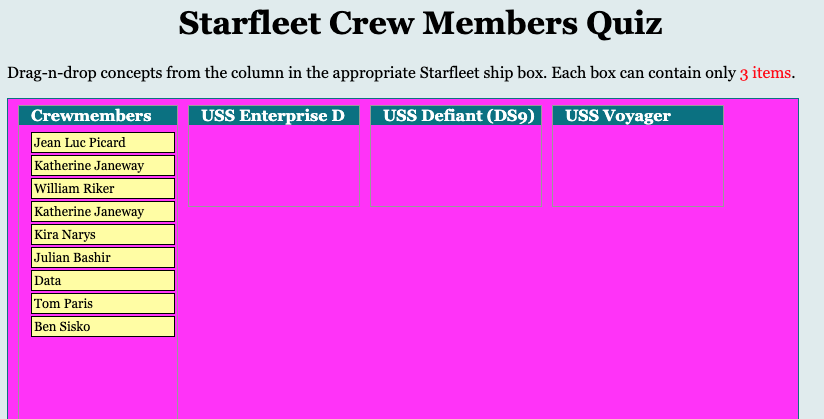 Starfleet Crew Members Quiz
Drag-n-drop concepts from the column in the appropriate Starfleet ship box. Each box can contain only 3 items.
Crewmembers USS Enterprise D USS Defiant (DS9) USS Voyager
Jean Luc Picard
Katherine Janeway
William Riker
Katherine Janeway
Kira Narys
Julian Bashir
Data
Tom Paris
Ben Sisko